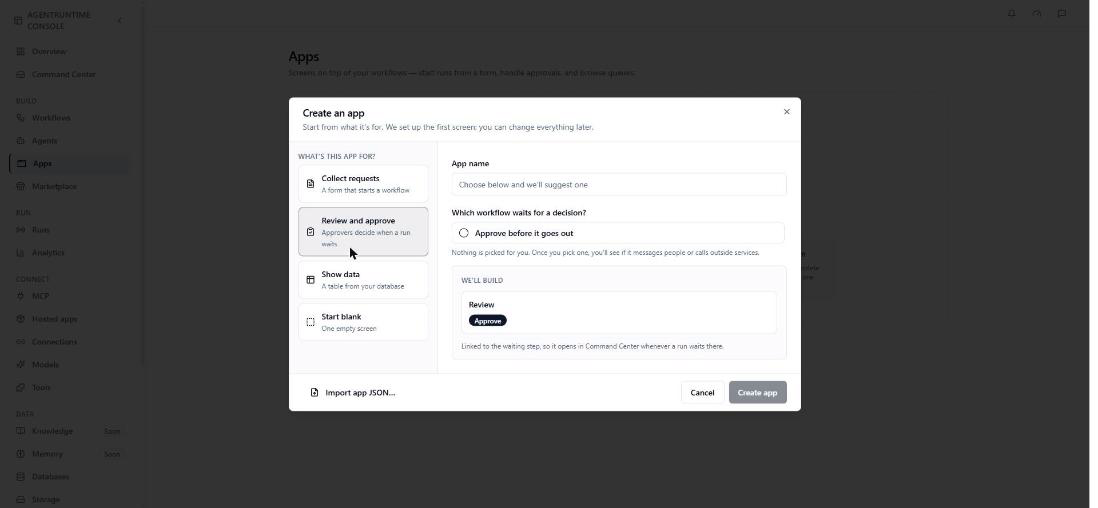 AGENTRUNTIME
CONSOLE
Overview
Command Center
BUILD
Workflows
Agents
Apps
Marketplace
RUN
Runs
Analytics
CONNECT
MCP
Hosted apps
Connections
Models
Tools
DATA
Knowledge Soon
Memory Soon
Databases
Storage
Apps
Screens on top of your workflows — start runs from a form, handle approvals, and browse queues.
Create an app
Start from what it's for. We set up the first screen; you can change everything later.
WHAT'S THIS APP FOR?
Collect requests
A form that starts a workflow
Review and approve
Approvers decide when a run
waits
Show data
A table from your database
Start blank
One empty screen
App name
Choose below and we'll suggest one
Which workflow waits for a decision?
Approve before it goes out
Nothing is picked for you. Once you pick one, you'll see if it messages people or calls outside services.
WE'LL BUILD
Review
Approve
Linked to the waiting step, so it opens in Command Center whenever a run waits there.
Import app JSON...
Cancel
Create app